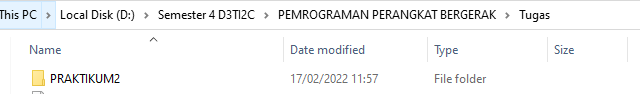 This PC > Local Disk (D:) > Semester 4 D3TI2C > PEMROGRAMAN PERANGKAT BERGERAK > Tugas
Name Date modified Type Size
PRAKTIKUM2 17/02/2022 11:57 File folder